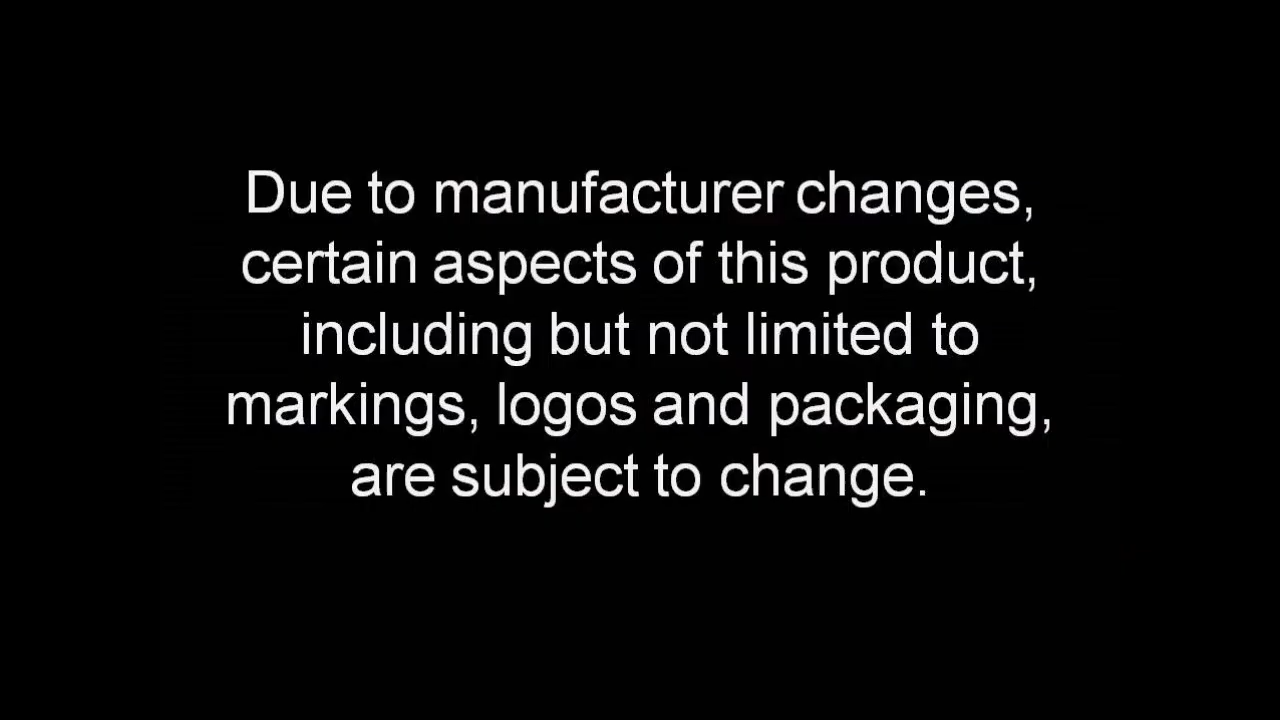 Due to manufacturer changes,
certain aspects of this product,
including but not limited to
markings, logos and packaging,
are subject to change.